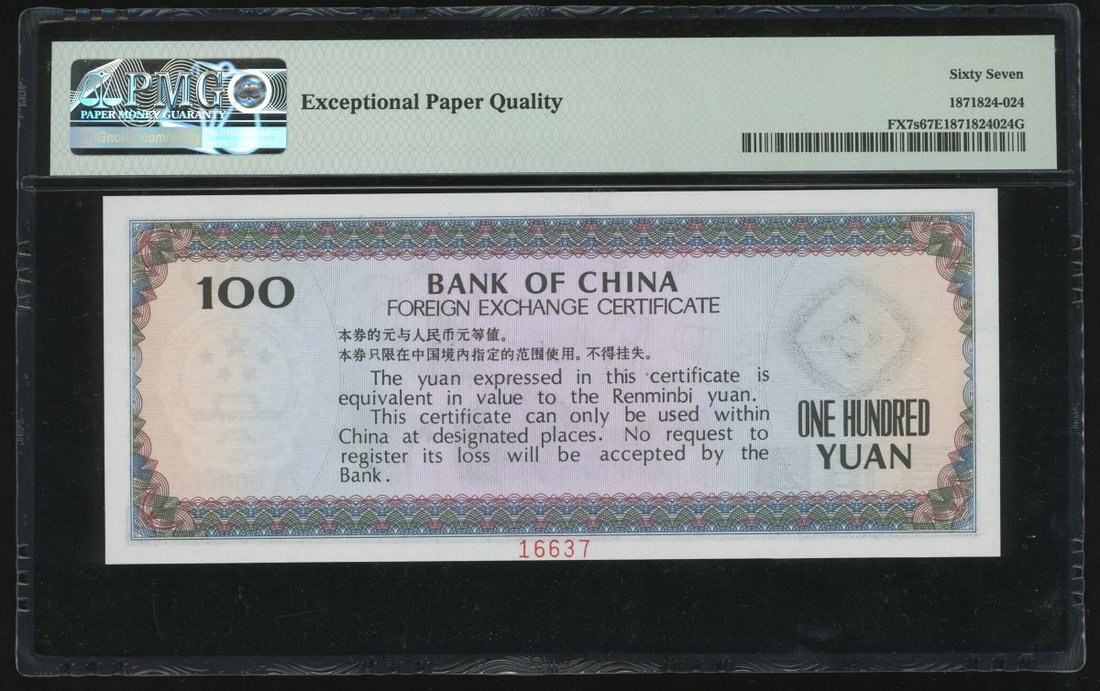 PMG
PAPER MONEY GUARANTY
Exceptional Paper Quality
Sixty Seven
1871824-024
FX7s67E1871824024G
100
BANK OF CHINA
FOREIGN EXCHANGE CERTIFICATE
本券的元与人民币元等值。
本券只限在中国境内指定的范围使用。不得挂失。
The yuan expressed in this certificate is
equivalent in value to the Renminbi yuan.
This certificate can only be used within
China at designated places. No request to
register its loss will be accepted by the
Bank.
ONE HUNDRED
YUAN
16637